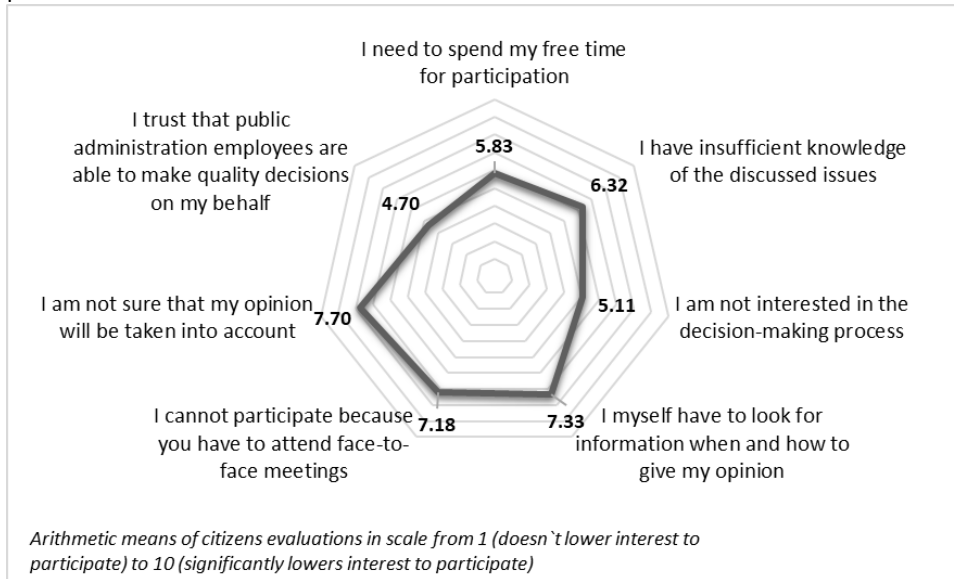 I need to spend my free time
for participation
5.83
I have insufficient knowledge
of the discussed issues
6.32
I am not interested in the
decision-making process
5.11
I myself have to look for
information when and how to
give my opinion
7.33
I cannot participate because
you have to attend face-to-
face meetings
7.18
I am not sure that my opinion
will be taken into account
7.70
I trust that public
administration employees are
able to make quality decisions
on my behalf
4.70
Arithmetic means of citizens evaluations in scale from 1 (doesn`t lower interest to
participate) to 10 (significantly lowers interest to participate)